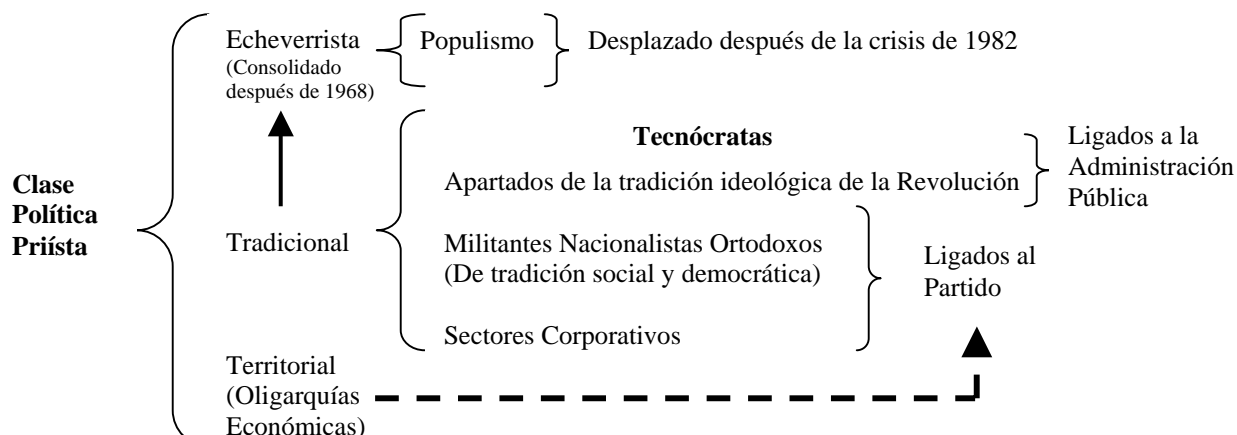 Clase
Política
Priísta
Echeverrista
(Consolidado
después de 1968)
Populismo
Desplazado después de la crisis de 1982
Tradicional
Tecnócratas
Apartados de la tradición ideológica de la Revolución
Ligados a la
Administración
Pública
Militantes Nacionalistas Ortodoxos
(De tradición social y democrática)
Sectores Corporativos
Ligados al
Partido
Territorial
(Oligarquías
Económicas)